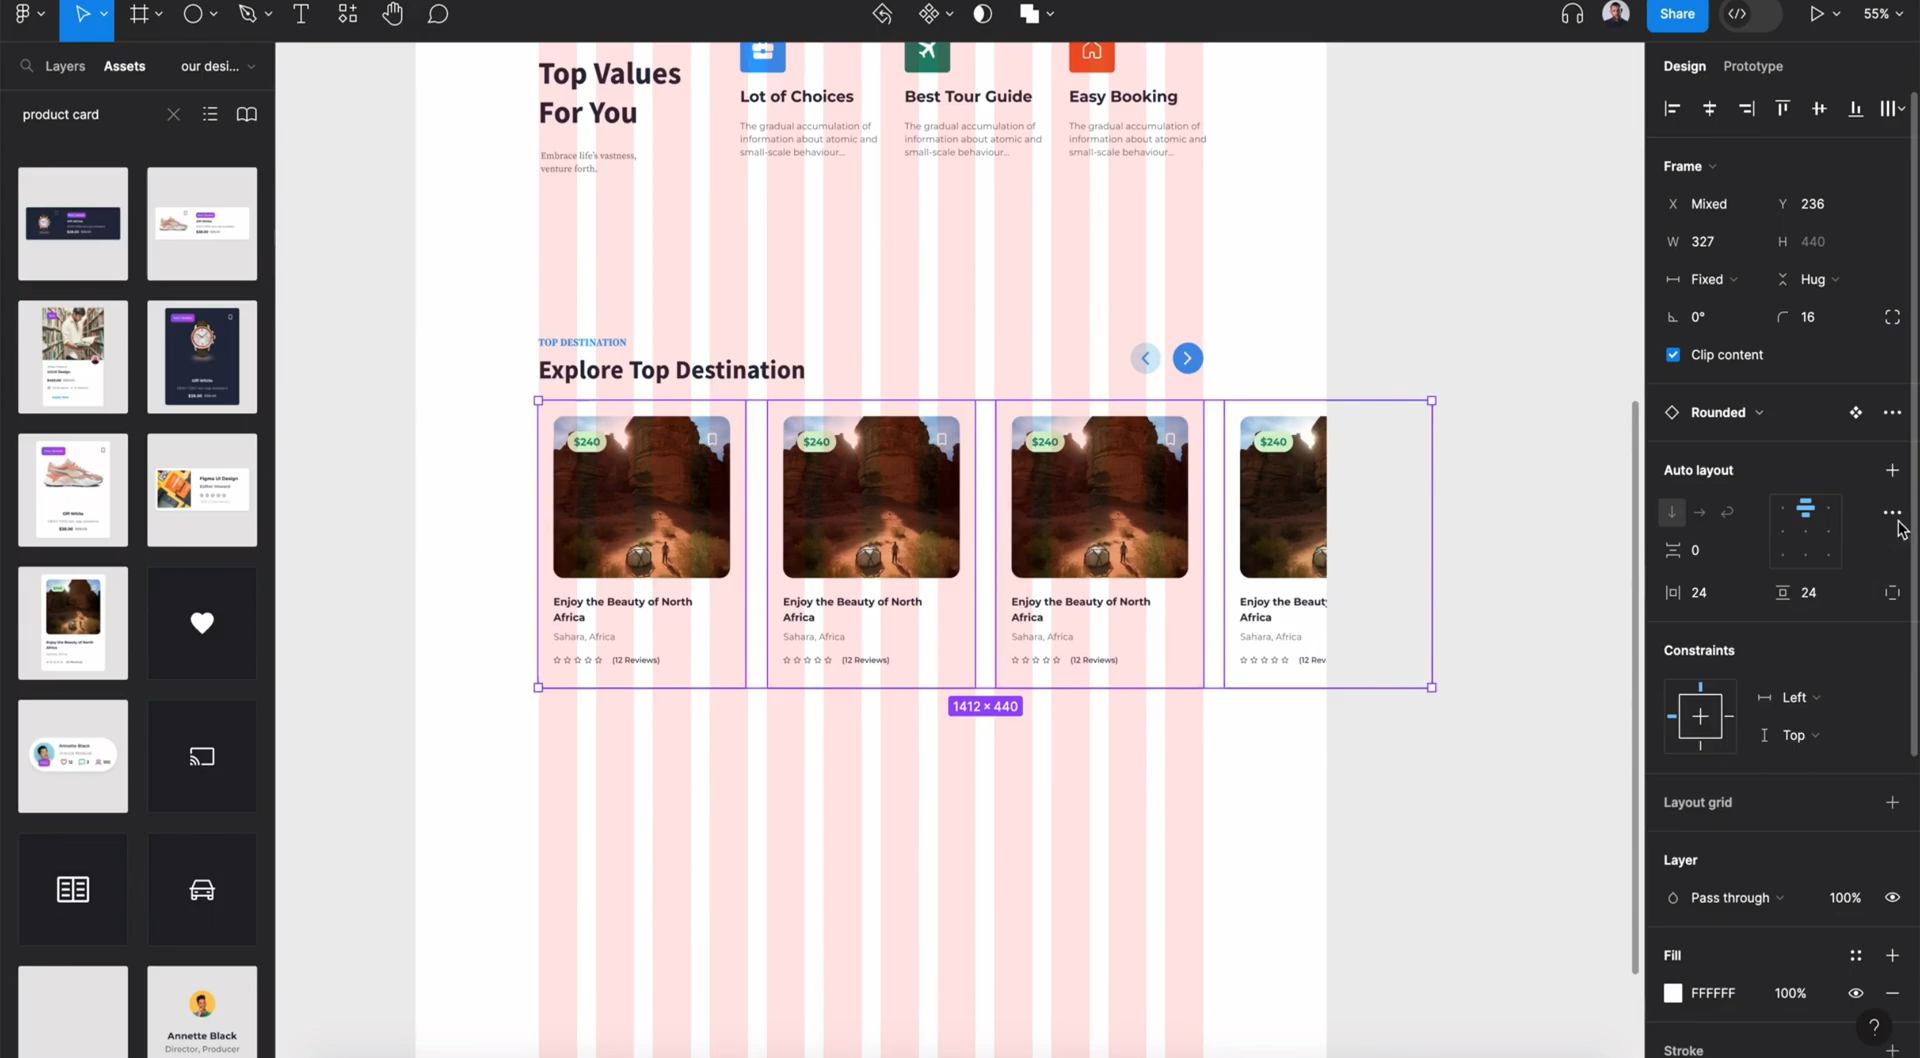 Share
55%
Layers
Assets
our desi...
product card
Figma UI Design
Annette Black
Annette Black
Director, Producer
Top Values
For You
Embrace life's vastness,
venture forth.
Lot of Choices
The gradual accumulation of
information about atomic and
small-scale behaviour...
Best Tour Guide
The gradual accumulation of
information about atomic and
small-scale behaviour...
Easy Booking
The gradual accumulation of
information about atomic and
small-scale behaviour...
TOP DESTINATION
Explore Top Destination
$240
Enjoy the Beauty of North
Africa
Sahara, Africa
(12 Reviews)
$240
Enjoy the Beauty of North
Africa
Sahara, Africa
(12 Reviews)
$240
Enjoy the Beauty of North
Africa
Sahara, Africa
(12 Reviews)
$240
Enjoy the Beauty
Africa
Sahara, Africa
(12 Rev
1412 × 440
Design
Prototype
Frame
X Mixed
Y 236
W 327
H 440
Fixed
Hug
0°
16
Clip content
Rounded
Auto layout
0
24
24
Constraints
Left
Top
Layout grid
Layer
Pass through
100%
Fill
FFFFFF
100%
?
Stroke